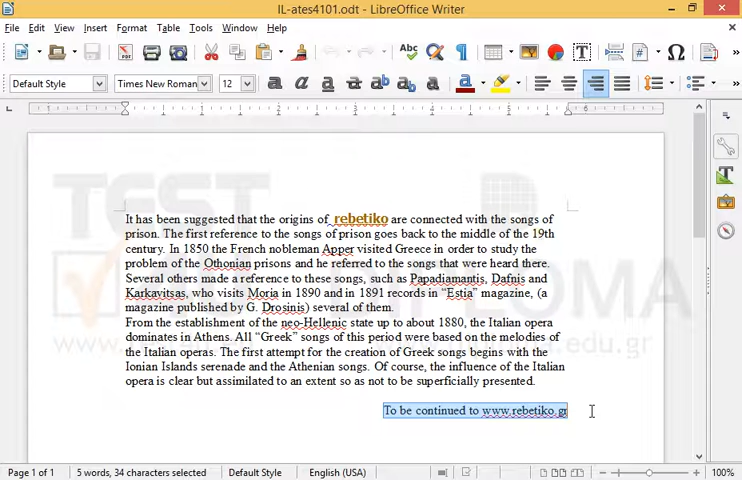 IL-ates4101.odt - LibreOffice Writer
File Edit View Insert Format Table Tools Window Help
Default Style Times New Roman 12
It has been suggested that the origins of rebetiko are connected with the songs of
prison. The first reference to the songs of prison goes back to the middle of the 19th
century. In 1850 the French nobleman Apper visited Greece in order to study the
problem of the Othonian prisons and he referred to the songs that were heard there.
Several others made a reference to these songs, such as Papadiamantis, Dafnis and
Karkavitsas, who visits Moria in 1890 and in 1891 records in “Estia” magazine, (a
magazine published by G. Drosinis) several of them.
From the establishment of the neo-Hellenic state up to about 1880, the Italian opera
dominates in Athens. All “Greek” songs of this period were based on the melodies of
the Italian operas. The first attempt for the creation of Greek songs begins with the
Ionian Islands serenade and the Athenian songs. Of course, the influence of the Italian
opera is clear but assimilated to an extent so as not to be superficially presented.
To be continued to www.rebetiko.gr
Page 1 of 1 5 words, 34 characters selected Default Style English (USA) 100%